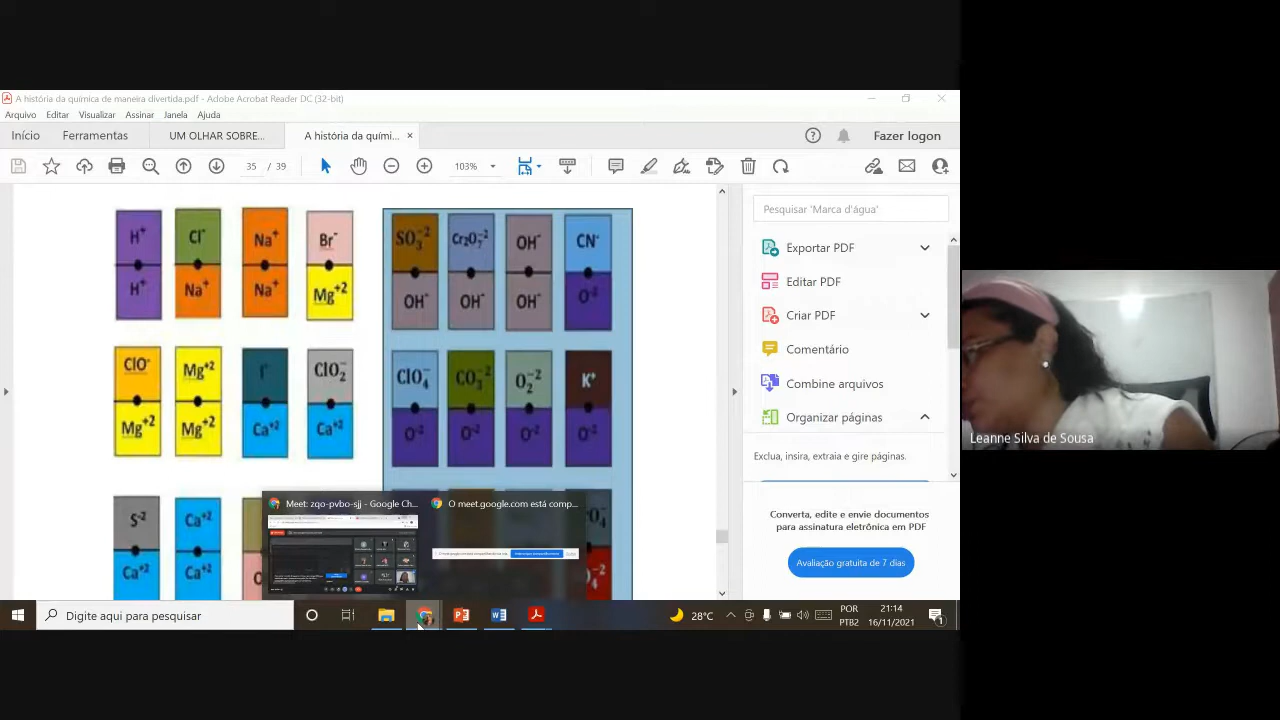 A história da química de maneira divertida.pdf - Adobe Acrobat Reader DC (32-bit)
Arquivo Editar Visualizar Assinar Janela Ajuda
Início Ferramentas UM OLHAR SOBRE... A história da quími... ×
Fazer logon
35 / 39 103%
H⁺ Cl⁻ Na⁺ Br⁻ SO₃⁻² Cr₂O₇⁻² OH⁻ CN⁻
H⁺ Na⁺ Na⁺ Mg⁺² OH⁻ OH⁻ OH⁻ O⁻²
ClO⁻ Mg⁺² I⁻ ClO₂⁻ ClO₄⁻ CO₃⁻² O₂⁻² K⁺
Mg⁺² Mg⁺² Ca⁺² Ca⁺² O⁻² O⁻² O⁻² O⁻²
S⁻² Ca⁺²
Ca⁺² Ca⁺²
Pesquisar 'Marca d'água'
Exportar PDF
Editar PDF
Criar PDF
Comentário
Combine arquivos
Organizar páginas
Exclua, insira, extraia e gire páginas.
Converta, edite e envie documentos
para assinatura eletrônica em PDF
Avaliação gratuita de 7 dias
Meet: zqo-pvbo-sjj - Google Ch...
O meet.google.com está comp...
Digite aqui para pesquisar
28°C
POR
PTB2
21:14
16/11/2021
1
Leanne Silva de Sousa